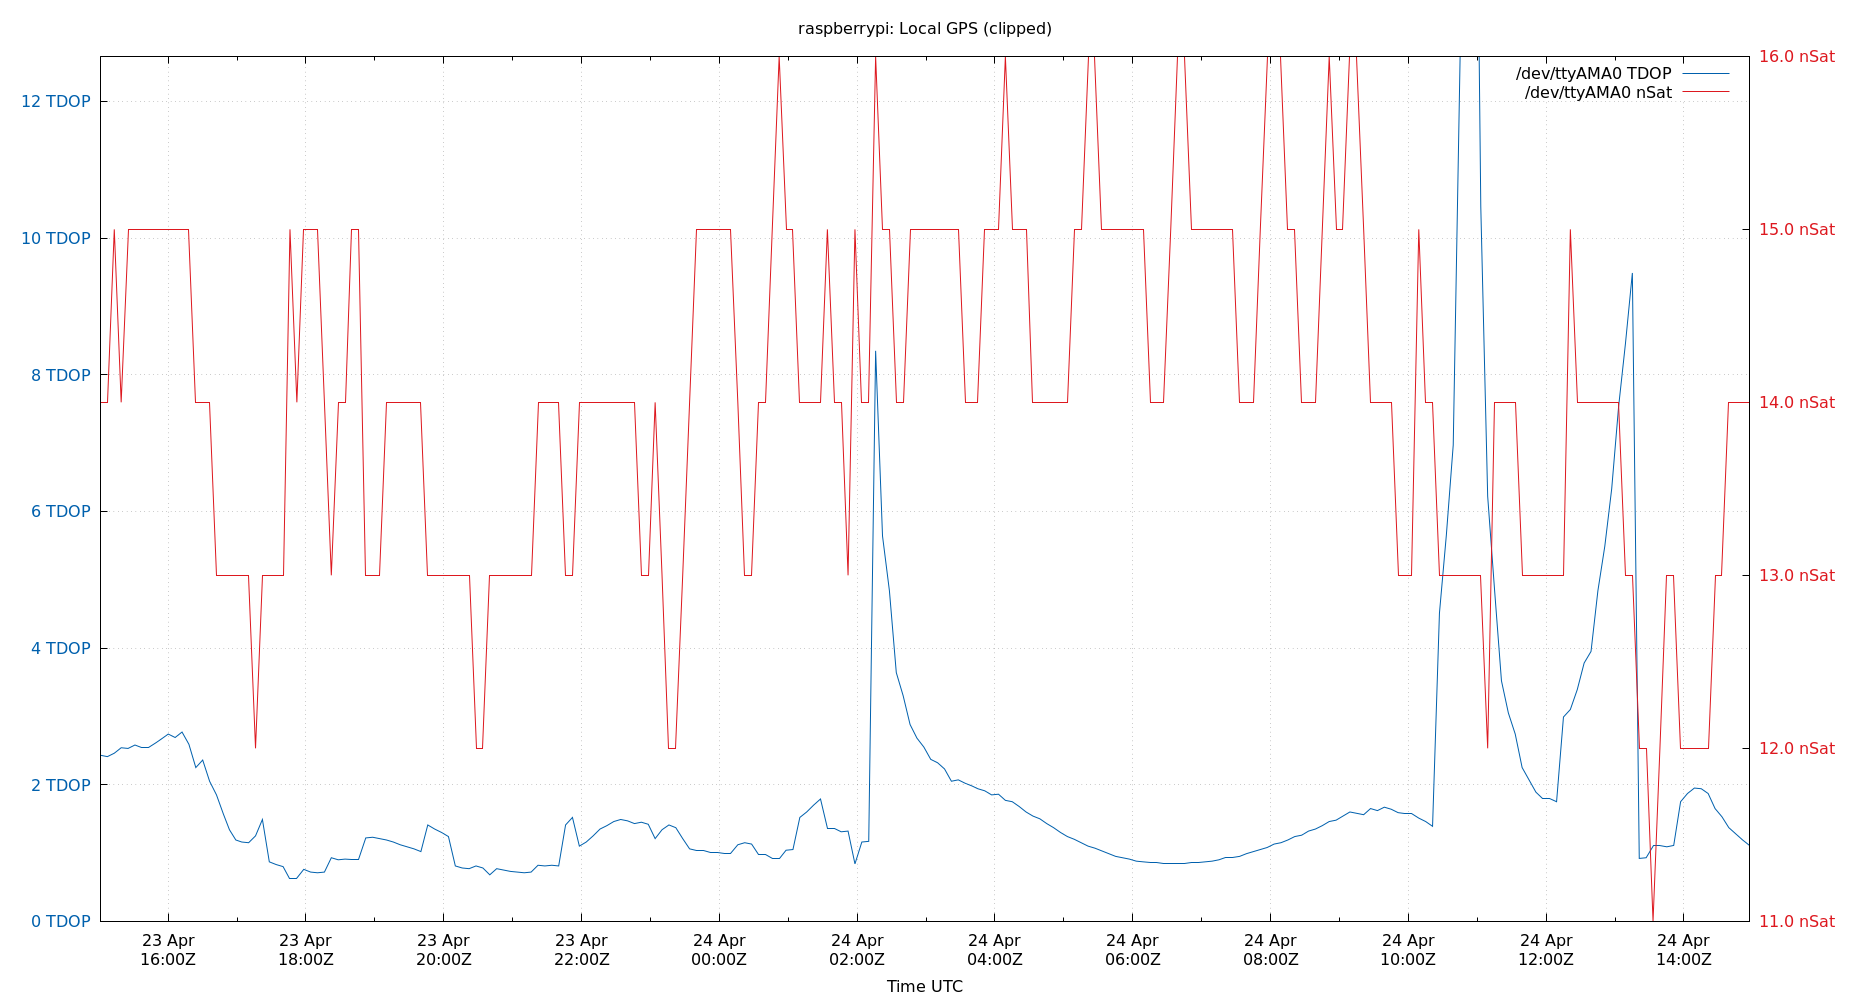 raspberrypi: Local GPS (clipped)
/dev/ttyAMA0 TDOP
/dev/ttyAMA0 nSat
12 TDOP
10 TDOP
8 TDOP
6 TDOP
4 TDOP
2 TDOP
0 TDOP
16.0 nSat
15.0 nSat
14.0 nSat
13.0 nSat
12.0 nSat
11.0 nSat
23 Apr 23 Apr 23 Apr 23 Apr 24 Apr 24 Apr 24 Apr 24 Apr 24 Apr 24 Apr 24 Apr 24 Apr
16:00Z 18:00Z 20:00Z 22:00Z 00:00Z 02:00Z 04:00Z 06:00Z 08:00Z 10:00Z 12:00Z 14:00Z
Time UTC